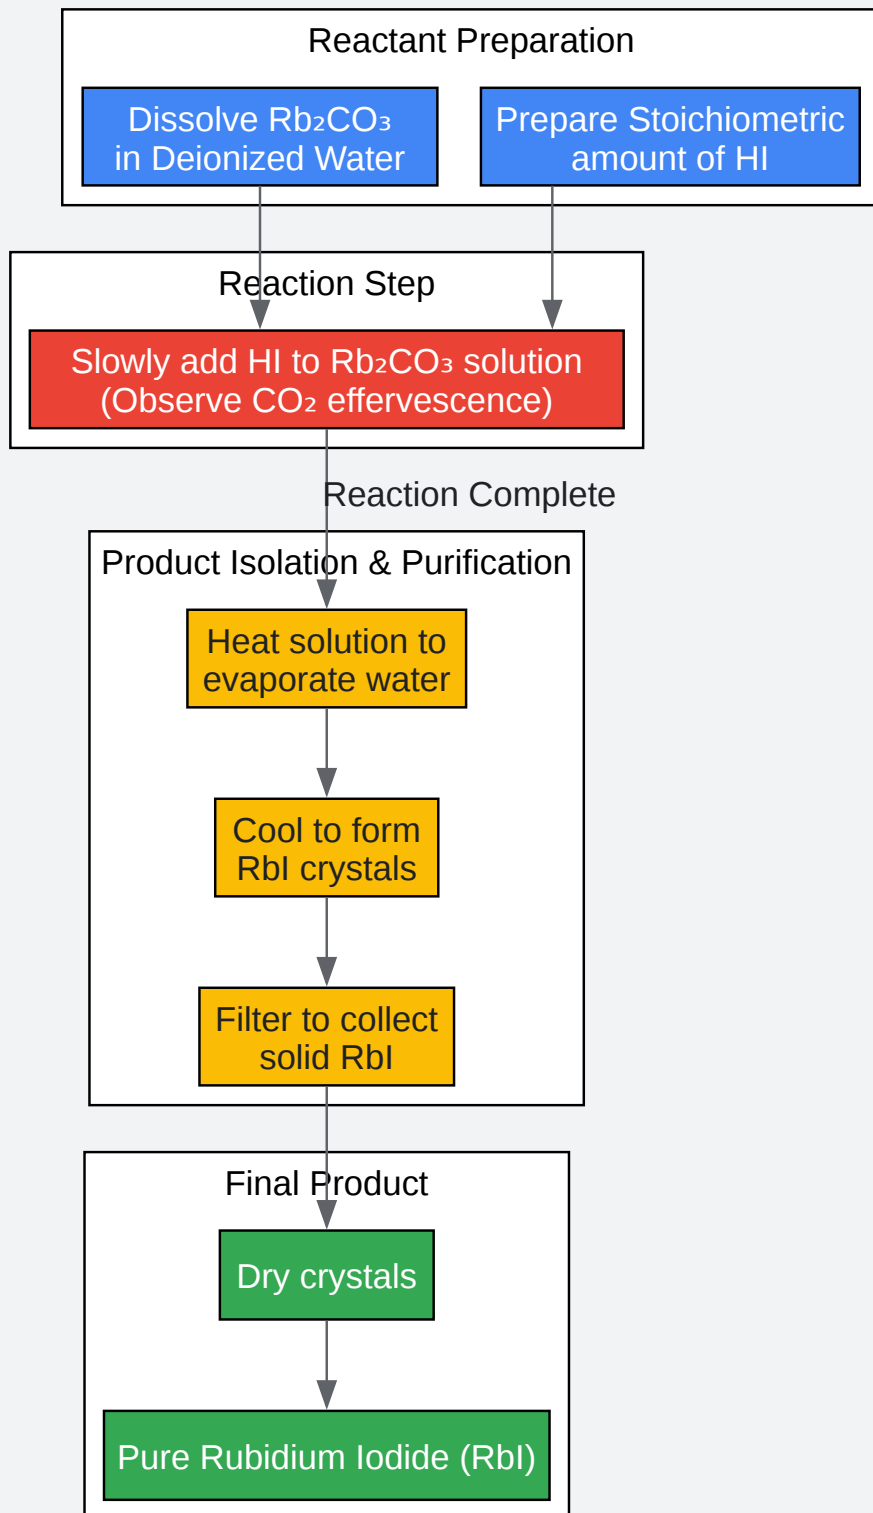 Reactant Preparation
Dissolve Rb₂CO₃
in Deionized Water
Prepare Stoichiometric
amount of HI
Reaction Step
Slowly add HI to Rb₂CO₃ solution
(Observe CO₂ effervescence)
Reaction Complete
Product Isolation & Purification
Heat solution to
evaporate water
Cool to form
RbI crystals
Filter to collect
solid RbI
Final Product
Dry crystals
Pure Rubidium Iodide (RbI)